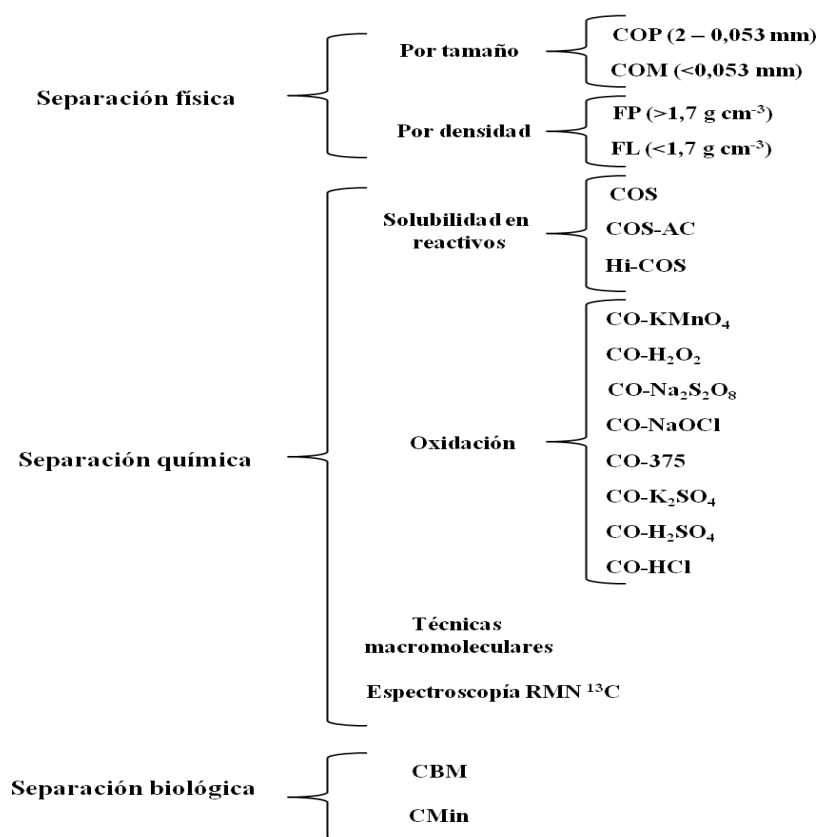 Separación física
Por tamaño
COP (2 – 0,053 mm)
COM (<0,053 mm)
Por densidad
FP (>1,7 g cm⁻³)
FL (<1,7 g cm⁻³)
Separación química
Solubilidad en
reactivos
COS
COS-AC
Hi-COS
Oxidación
CO-KMnO₄
CO-H₂O₂
CO-Na₂S₂O₈
CO-NaOCl
CO-375
CO-K₂SO₄
CO-H₂SO₄
CO-HCl
Técnicas
macromoleculares
Espectroscopía RMN ¹³C
Separación biológica
CBM
CMin